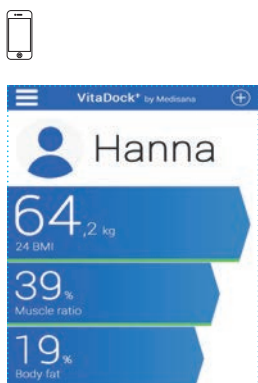 VitaDock+ by Medisana
Hanna
64,2 kg
24 BMI
39%
Muscle ratio
19%
Body fat